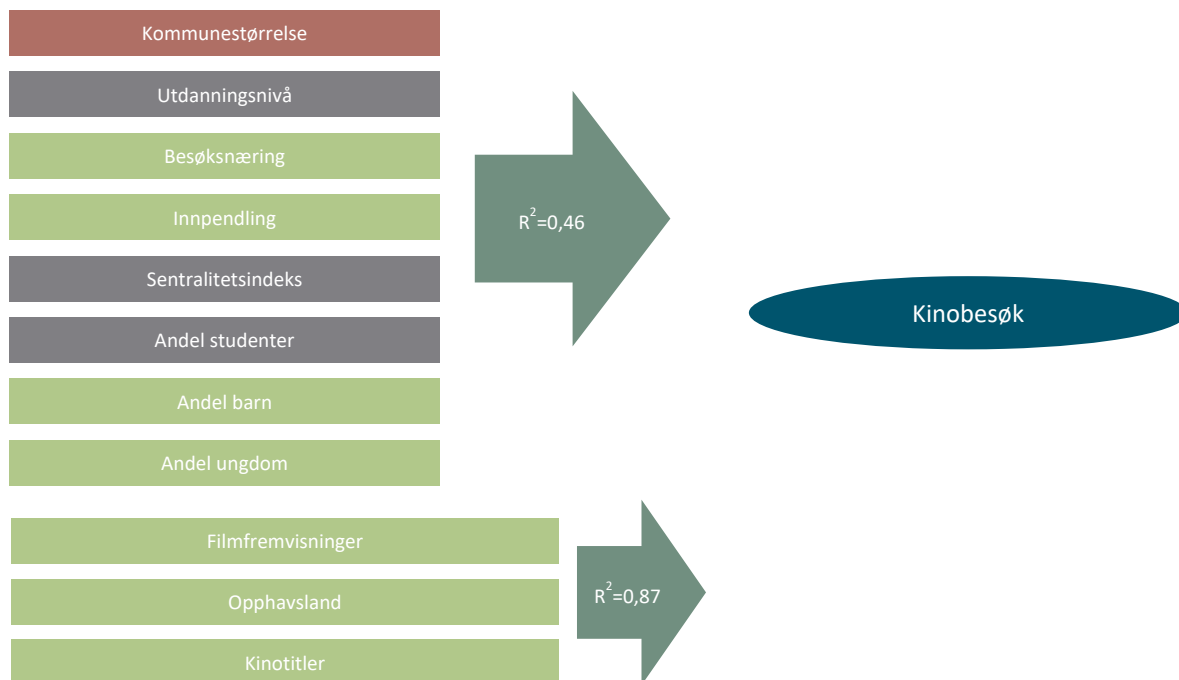 Kommunestørrelse
Utdanningsnivå
Besøksnæring
Innpendling
Sentralitetsindeks
Andel studenter
Andel barn
Andel ungdom
R²=0,46
Kinobesøk
Filmfremvisninger
Opphavsland
Kinotitler
R²=0,87